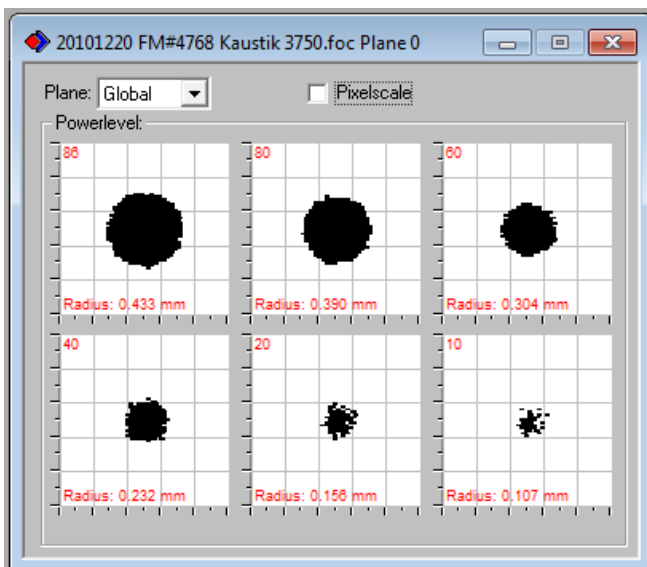 20101220 FM#4768 Kaustik 3750.foc Plane 0
Plane: Global Pixelscale
Powerlevel:
86 80 60
Radius: 0.433 mm Radius: 0.390 mm Radius: 0.304 mm
40 20 10
Radius: 0.232 mm Radius: 0.156 mm Radius: 0.107 mm